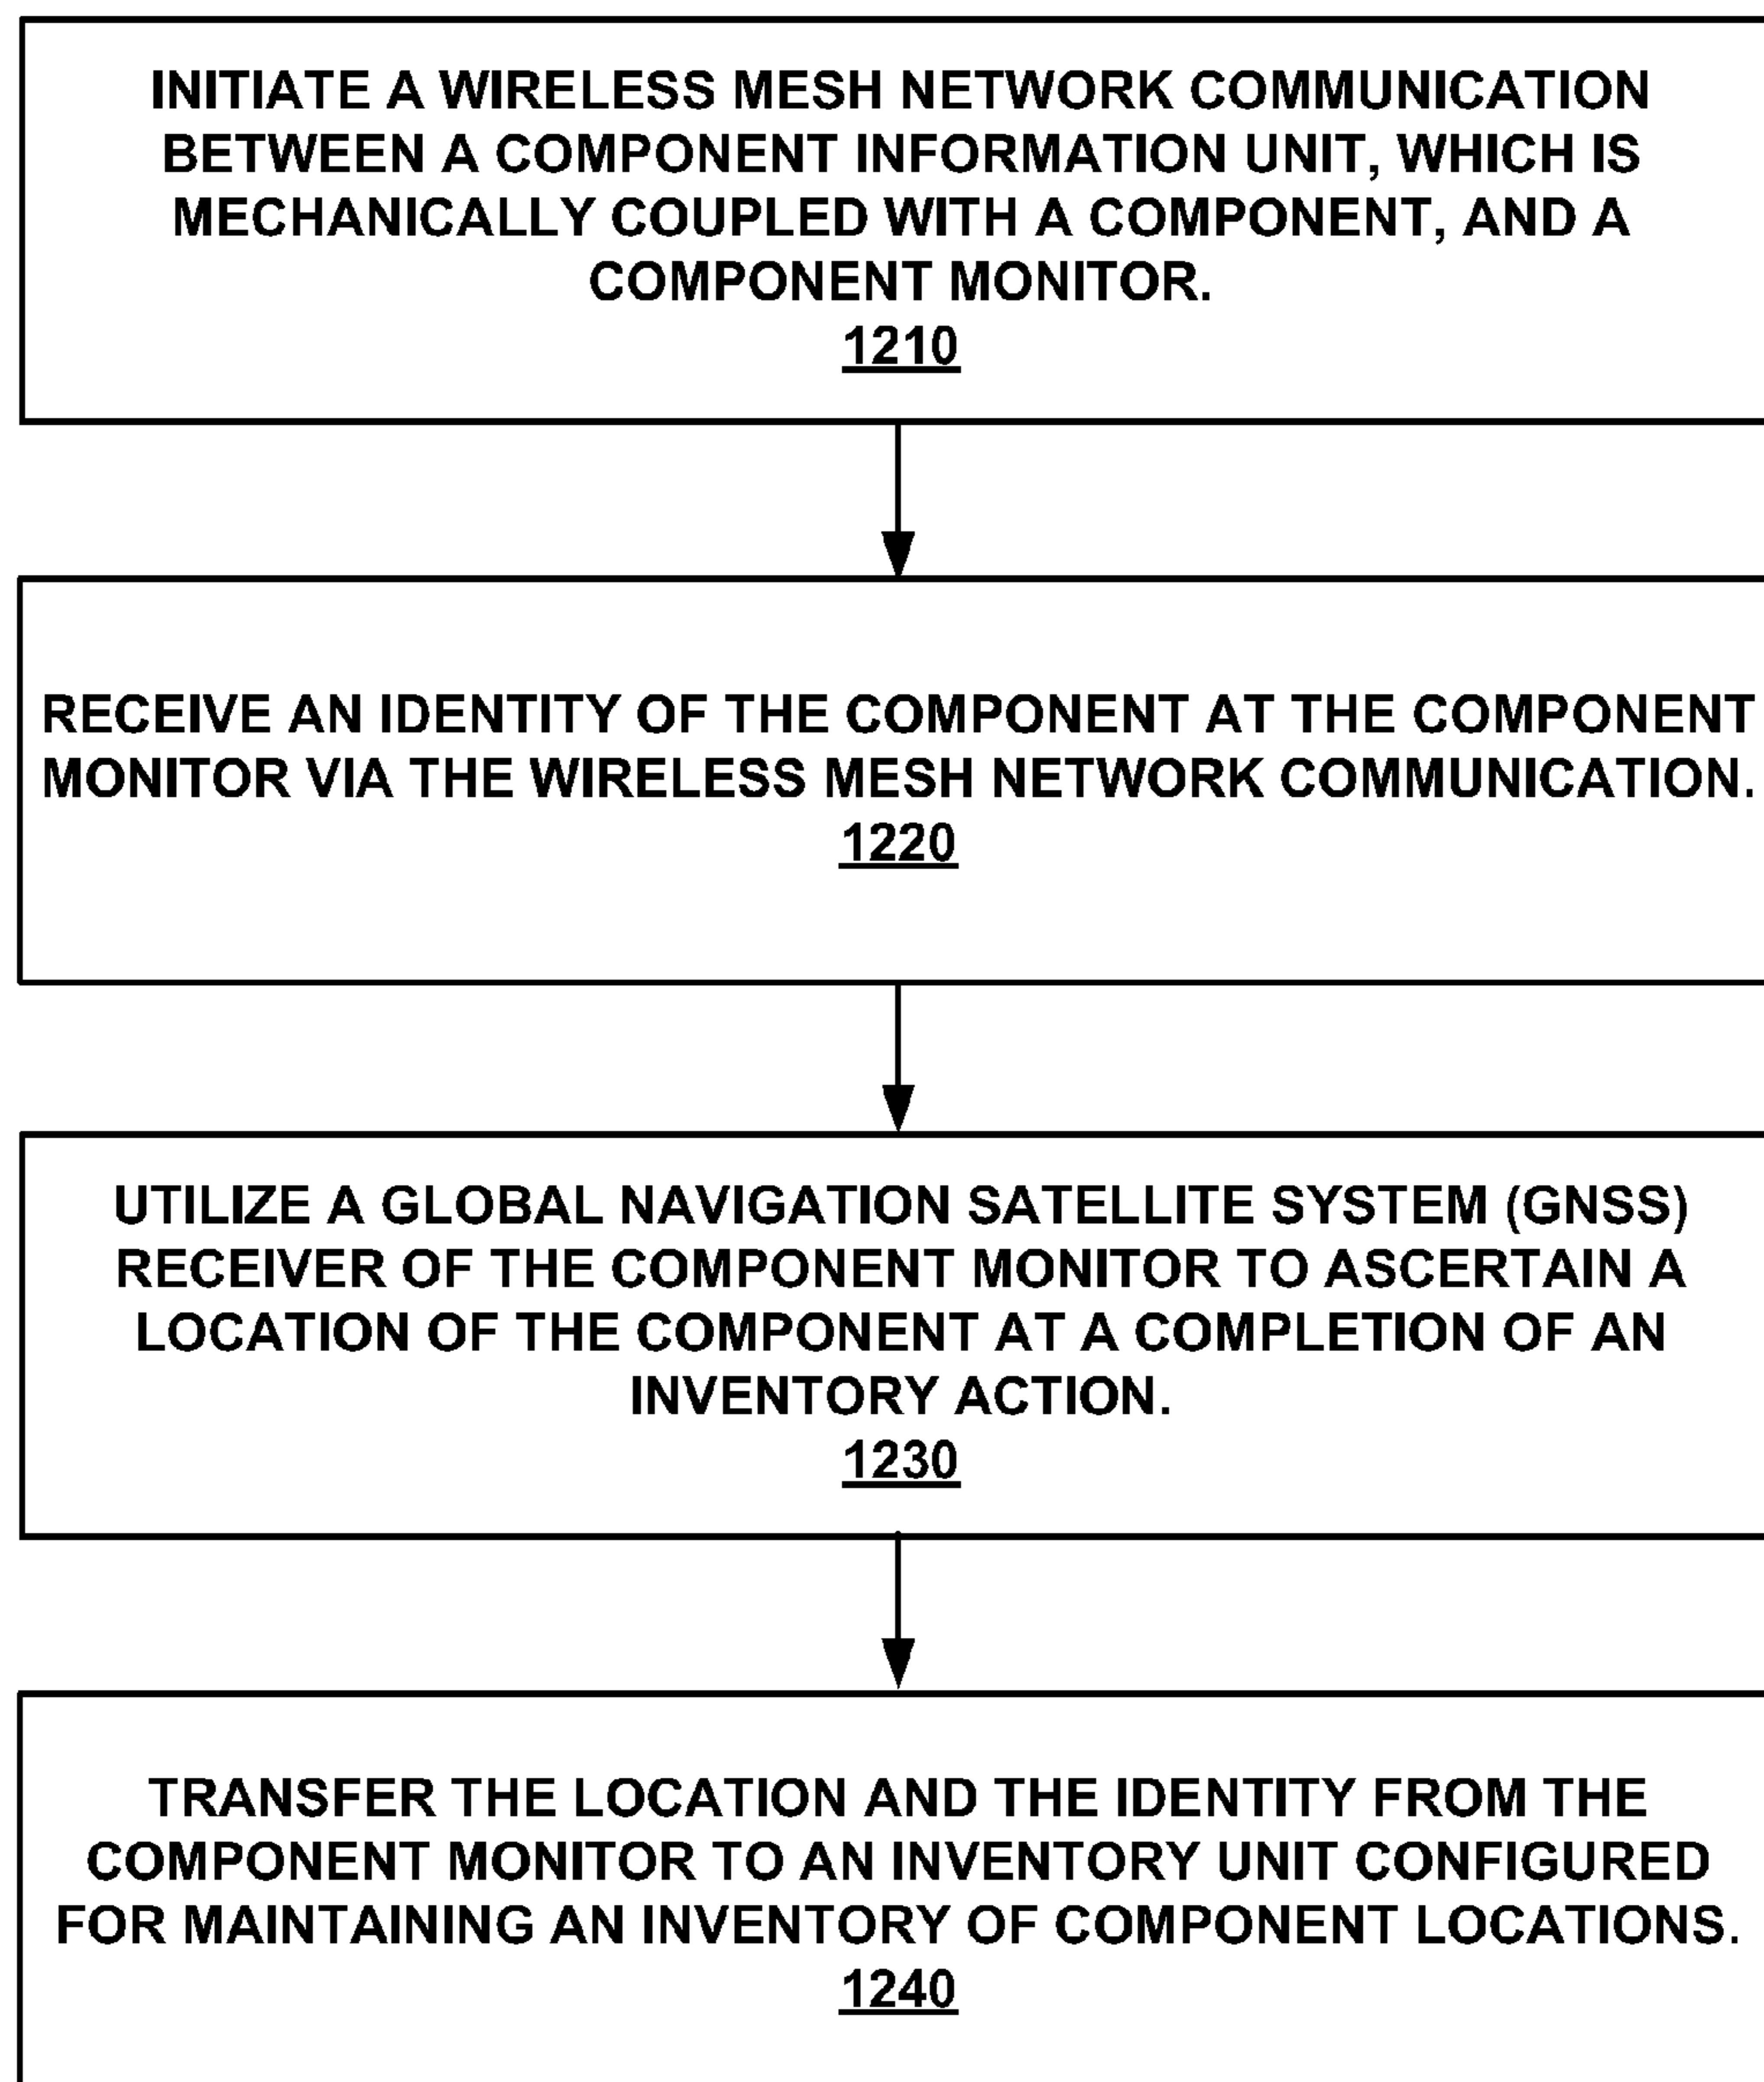 INITIATE A WIRELESS MESH NETWORK COMMUNICATION
BETWEEN A COMPONENT INFORMATION UNIT, WHICH IS
MECHANICALLY COUPLED WITH A COMPONENT, AND A
COMPONENT MONITOR.
1210
RECEIVE AN IDENTITY OF THE COMPONENT AT THE COMPONENT
MONITOR VIA THE WIRELESS MESH NETWORK COMMUNICATION.
1220
UTILIZE A GLOBAL NAVIGATION SATELLITE SYSTEM (GNSS)
RECEIVER OF THE COMPONENT MONITOR TO ASCERTAIN A
LOCATION OF THE COMPONENT AT A COMPLETION OF AN
INVENTORY ACTION.
1230
TRANSFER THE LOCATION AND THE IDENTITY FROM THE
COMPONENT MONITOR TO AN INVENTORY UNIT CONFIGURED
FOR MAINTAINING AN INVENTORY OF COMPONENT LOCATIONS.
1240